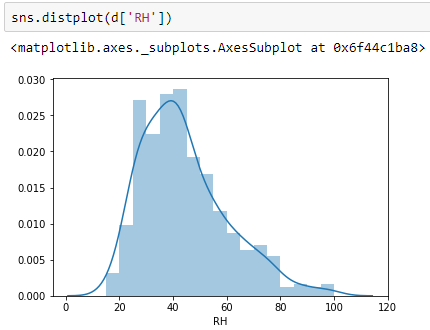 sns.distplot(d['RH'])
<matplotlib.axes._subplots.AxesSubplot at 0x6f44c1ba8>
0.030
0.025
0.020
0.015
0.010
0.005
0.000
0 20 40 60 80 100 120
RH